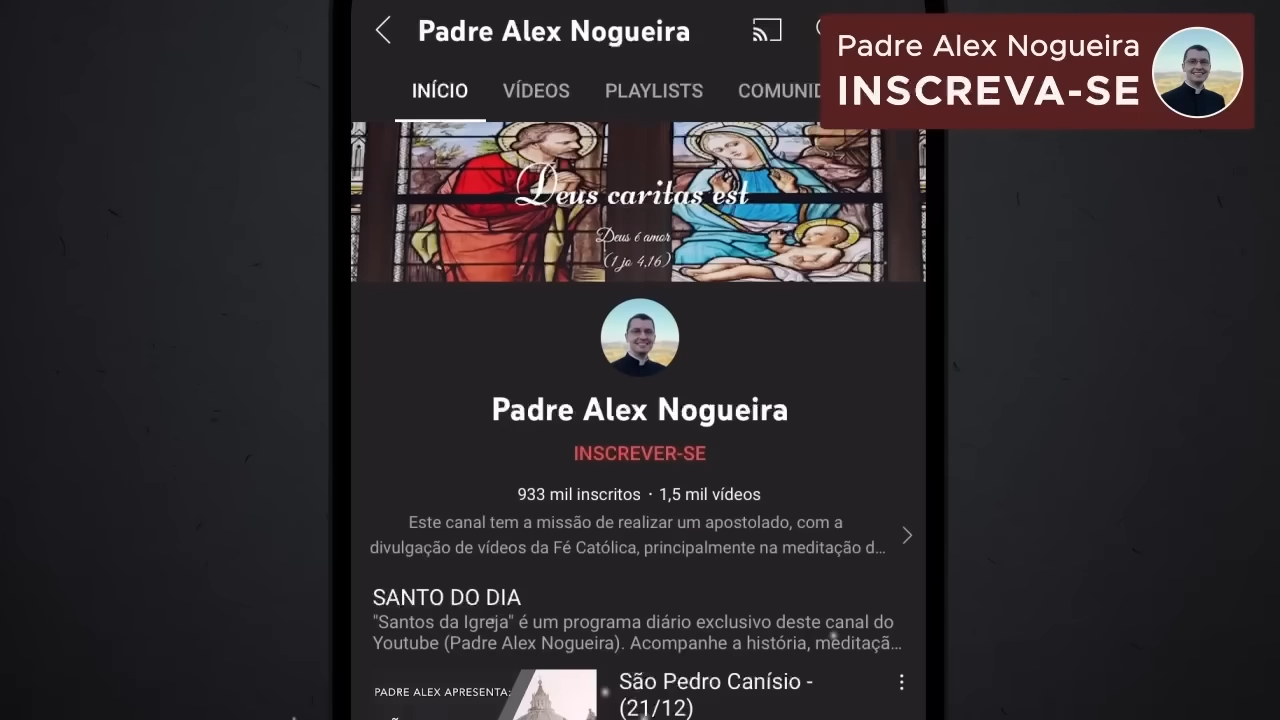 Padre Alex Nogueira
Padre Alex Nogueira
INSCREVA-SE
INÍCIO VÍDEOS PLAYLISTS COMUNID
Deus caritas est
Deus é amor
(1 jo 4,16)
Padre Alex Nogueira
INSCREVER-SE
933 mil inscritos · 1,5 mil vídeos
Este canal tem a missão de realizar um apostolado, com a
divulgação de vídeos da Fé Católica, principalmente na meditação d...
SANTO DO DIA
"Santos da Igreja" é um programa diário exclusivo deste canal do
Youtube (Padre Alex Nogueira). Acompanhe a história, meditaçã...
PADRE ALEX APRESENTA:
São Pedro Canísio -
(21/12)